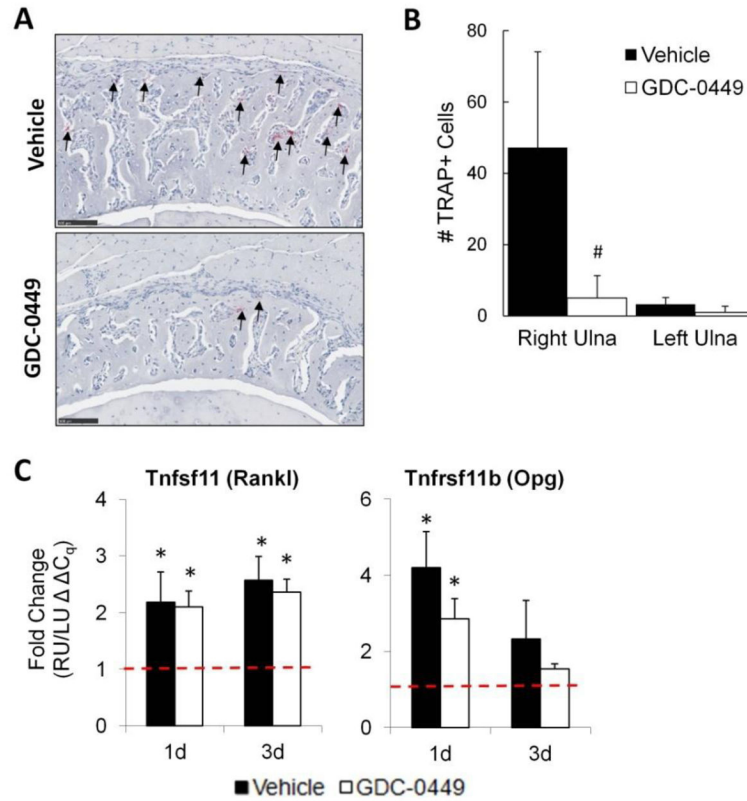 A
Vehicle
GDC-0449
B
# TRAP+ Cells
80
60
40
20
0
Vehicle
GDC-0449
#
Right Ulna
Left Ulna
C
Tnfsf11 (Rankl)
Fold Change
(RU/LU Δ ΔCq)
4
3
2
1
0
* * * *
1d 3d
Tnfrsf11b (Opg)
6
4
2
0
* *
1d 3d
Vehicle GDC-0449